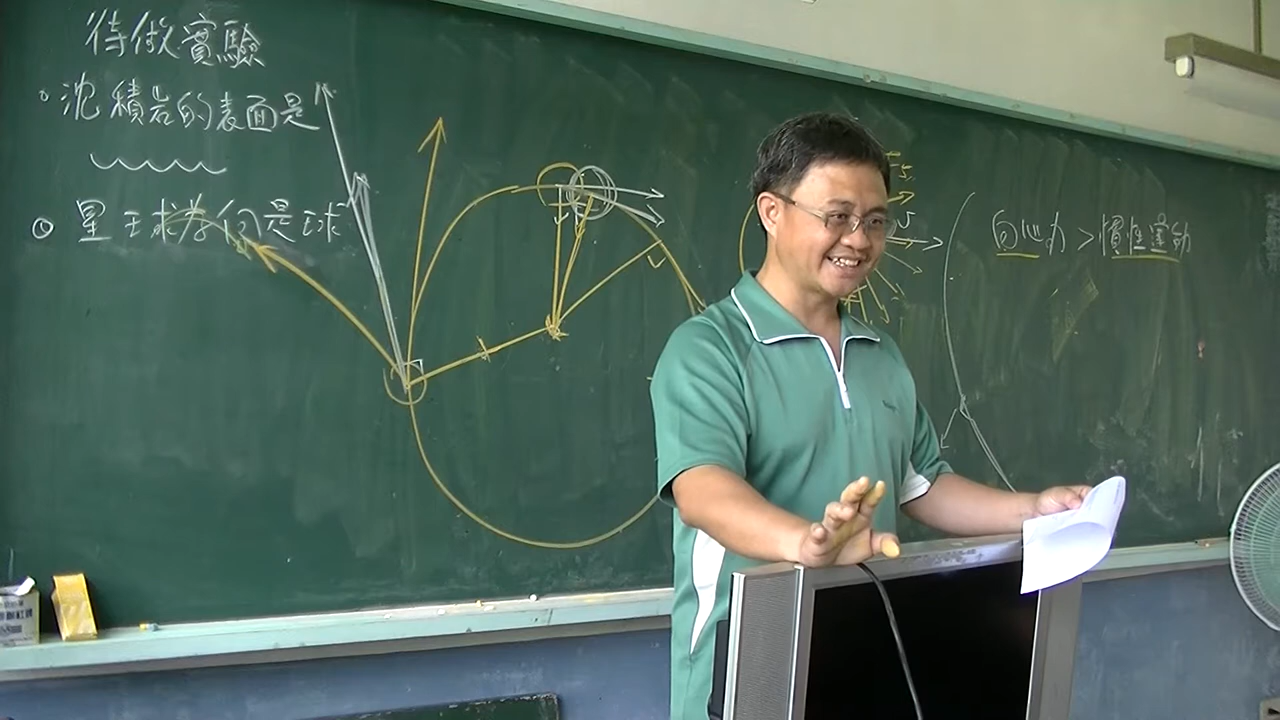 待做實驗
沈積岩的表面是
星球為何是球
向心力 > 慣性運動
5